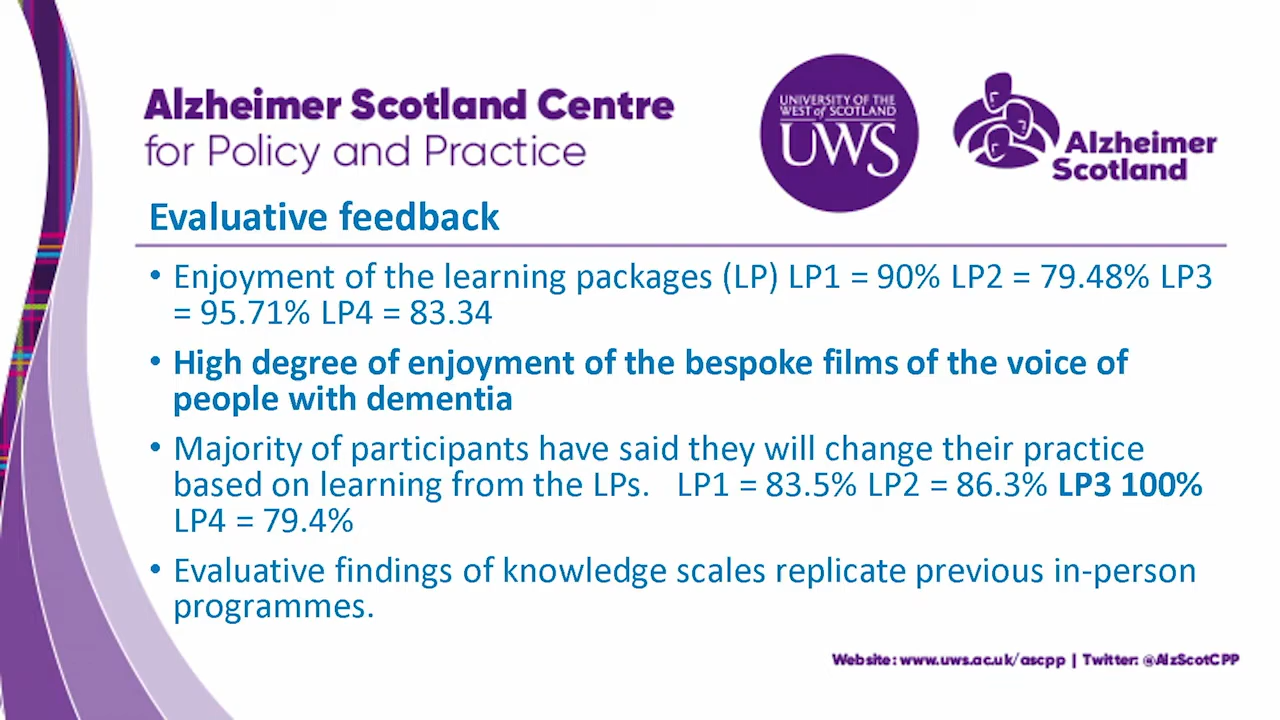 Alzheimer Scotland Centre
for Policy and Practice
UNIVERSITY OF THE
WEST of SCOTLAND
UWS
Alzheimer
Scotland
Evaluative feedback
• Enjoyment of the learning packages (LP) LP1 = 90% LP2 = 79.48% LP3
= 95.71% LP4 = 83.34
• High degree of enjoyment of the bespoke films of the voice of
people with dementia
• Majority of participants have said they will change their practice
based on learning from the LPs. LP1 = 83.5% LP2 = 86.3% LP3 100%
LP4 = 79.4%
• Evaluative findings of knowledge scales replicate previous in-person
programmes.
Website: www.uws.ac.uk/ascpp | Twitter: @AlzScotCPP